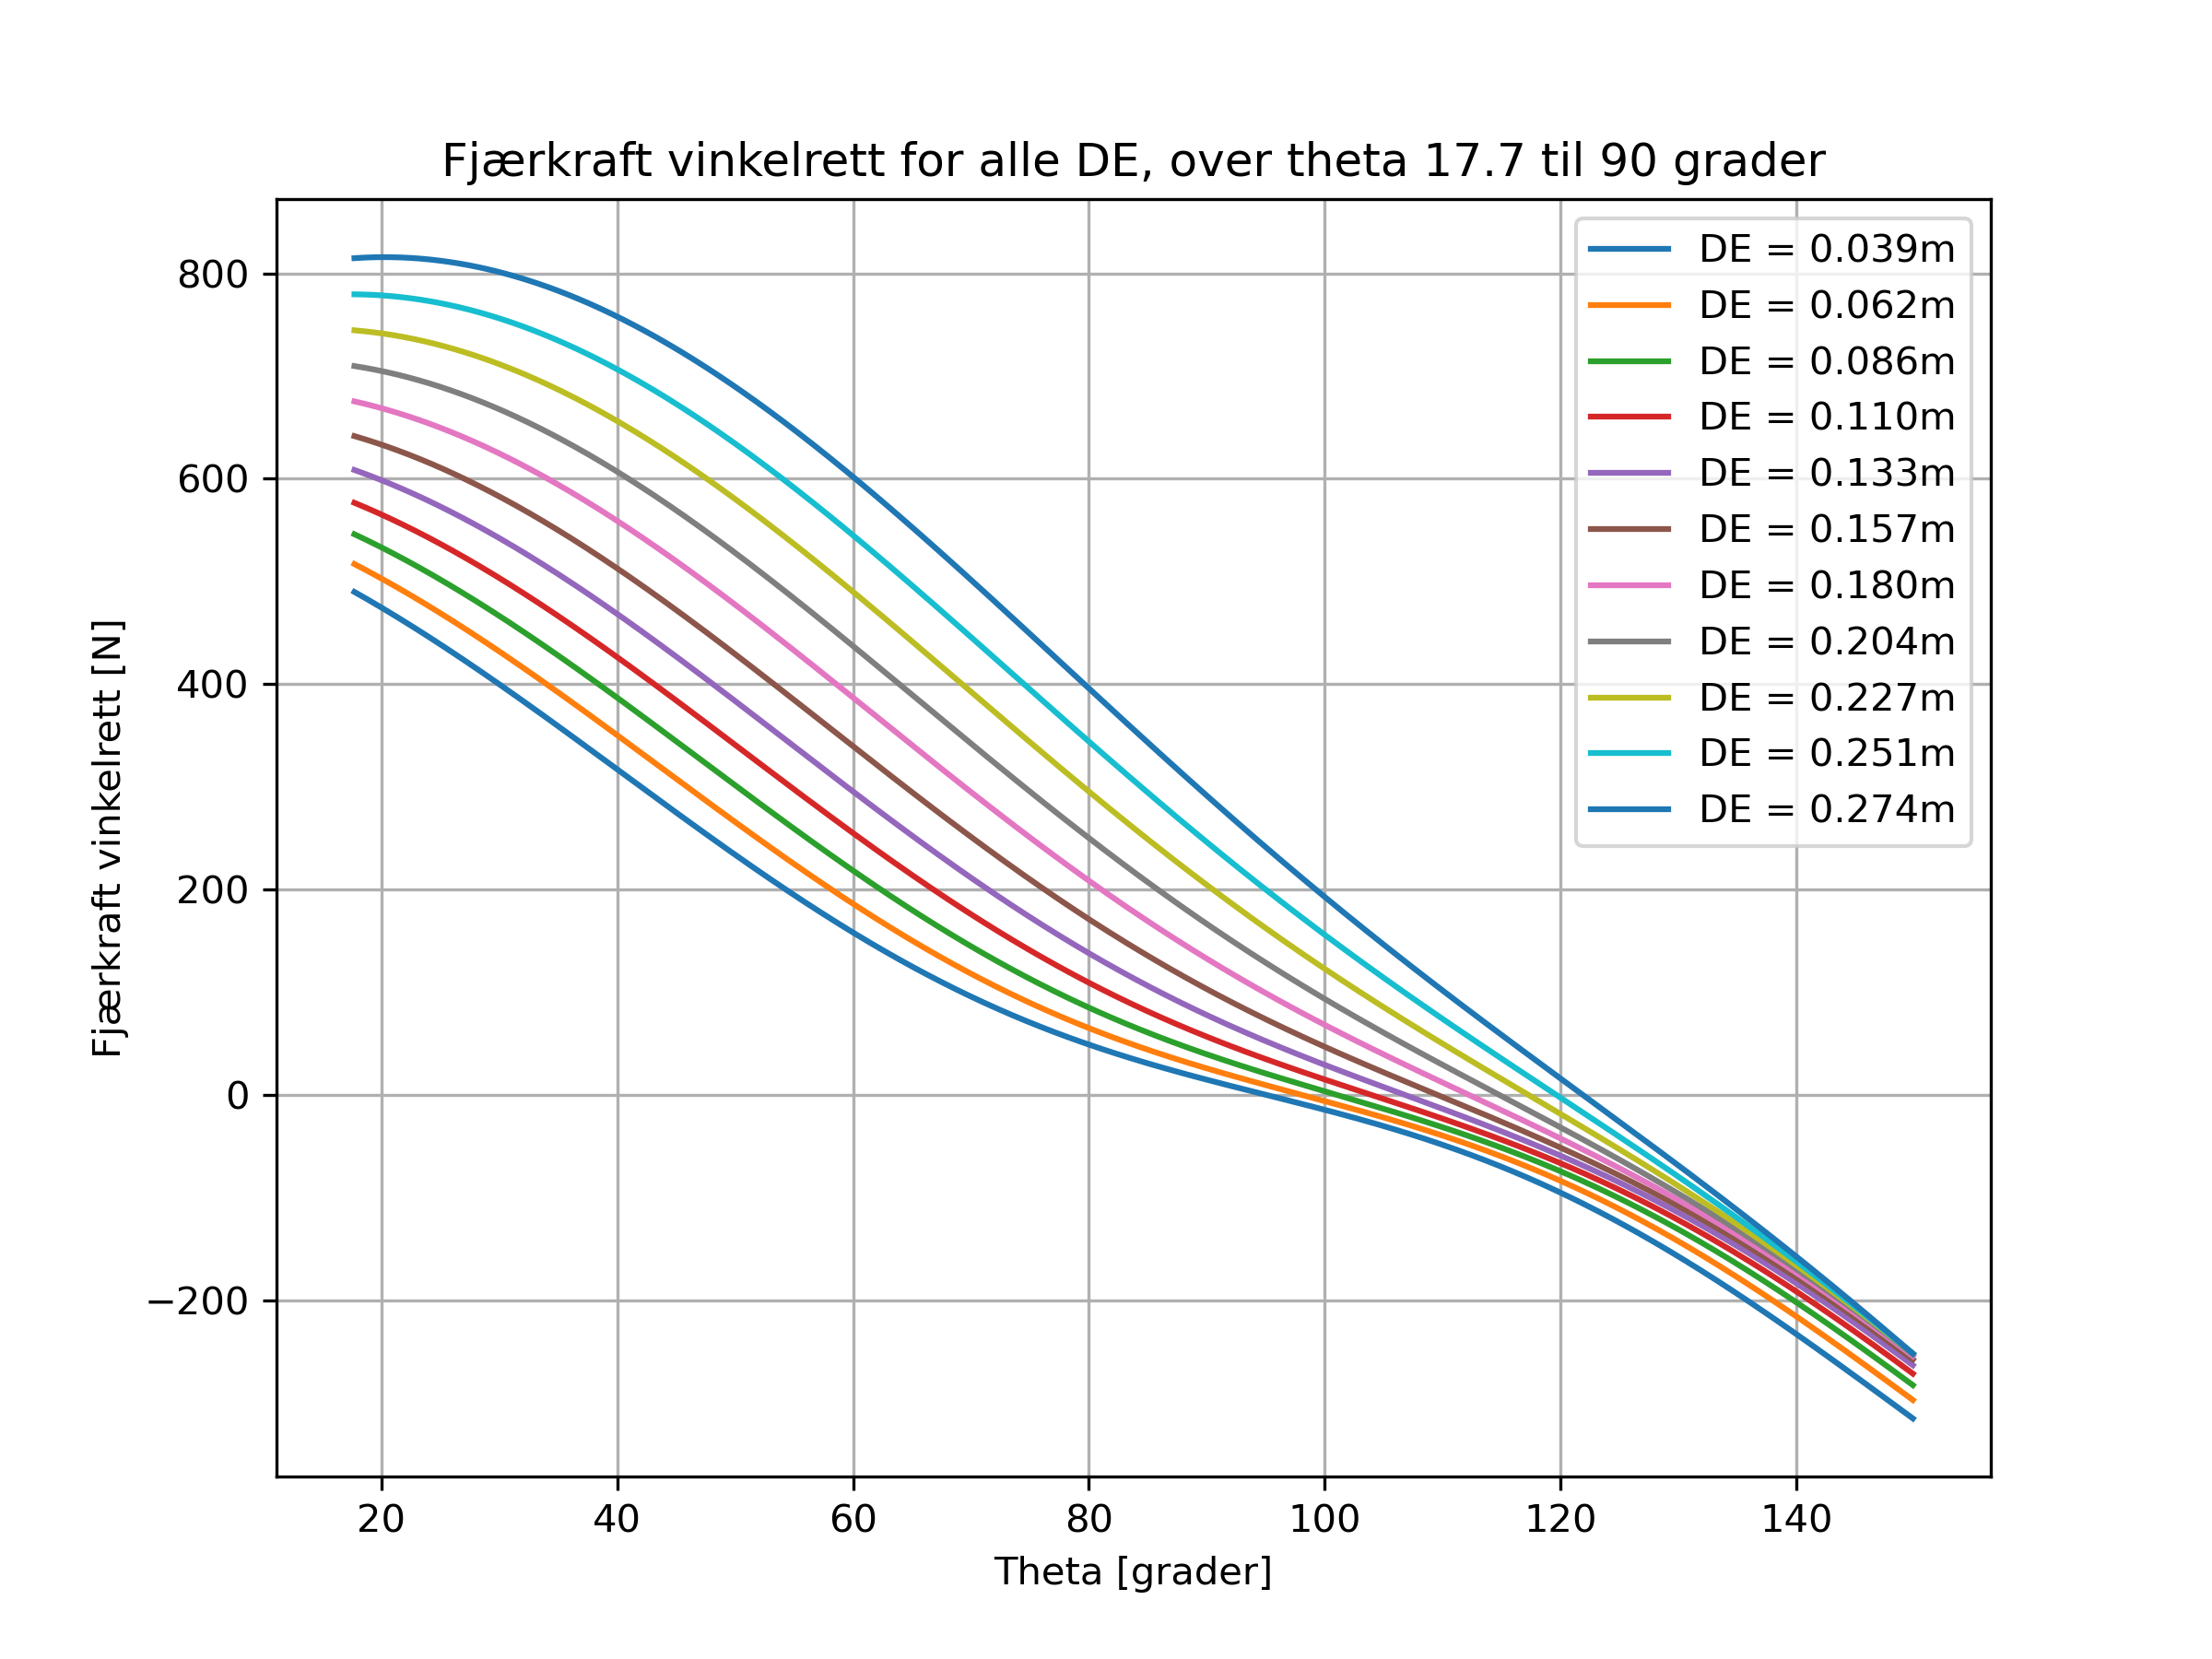 Fjærkraft vinkelrett for alle DE, over theta 17.7 til 90 grader
DE = 0.039m
DE = 0.062m
DE = 0.086m
DE = 0.110m
DE = 0.133m
DE = 0.157m
DE = 0.180m
DE = 0.204m
DE = 0.227m
DE = 0.251m
DE = 0.274m
Fjærkraft vinkelrett [N]
800
600
400
200
0
−200
20 40 60 80 100 120 140
Theta [grader]